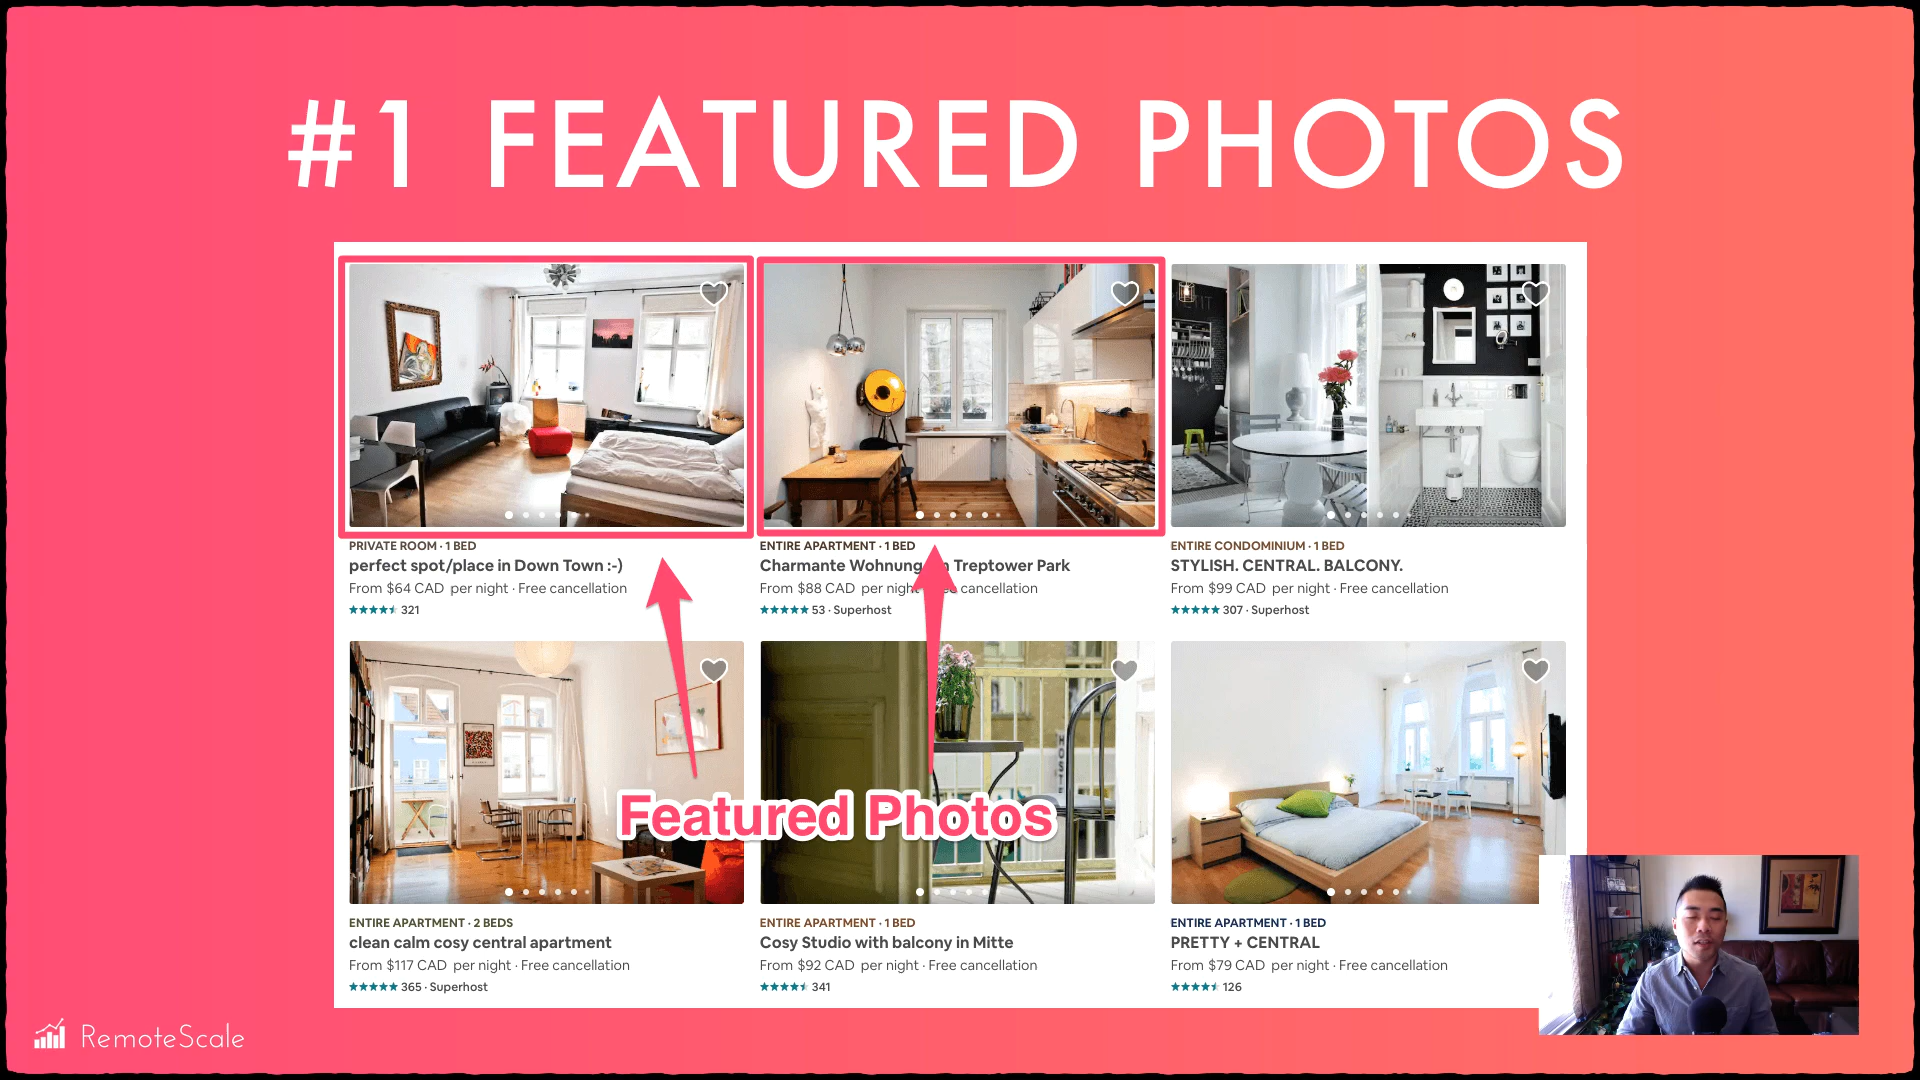 #1 FEATURED PHOTOS
PRIVATE ROOM · 1 BED
perfect spot/place in Down Town :-)
From $64 CAD per night · Free cancellation
321
ENTIRE APARTMENT · 1 BED
Charmante Wohnung Treptower Park
From $88 CAD per night cancellation
53 · Superhost
ENTIRE CONDOMINIUM · 1 BED
STYLISH. CENTRAL. BALCONY.
From $99 CAD per night · Free cancellation
307 · Superhost
Featured Photos
ENTIRE APARTMENT · 2 BEDS
clean calm cosy central apartment
From $117 CAD per night · Free cancellation
365 · Superhost
ENTIRE APARTMENT · 1 BED
Cosy Studio with balcony in Mitte
From $92 CAD per night · Free cancellation
341
ENTIRE APARTMENT · 1 BED
PRETTY + CENTRAL
From $79 CAD per night · Free cancellation
126
RemoteScale